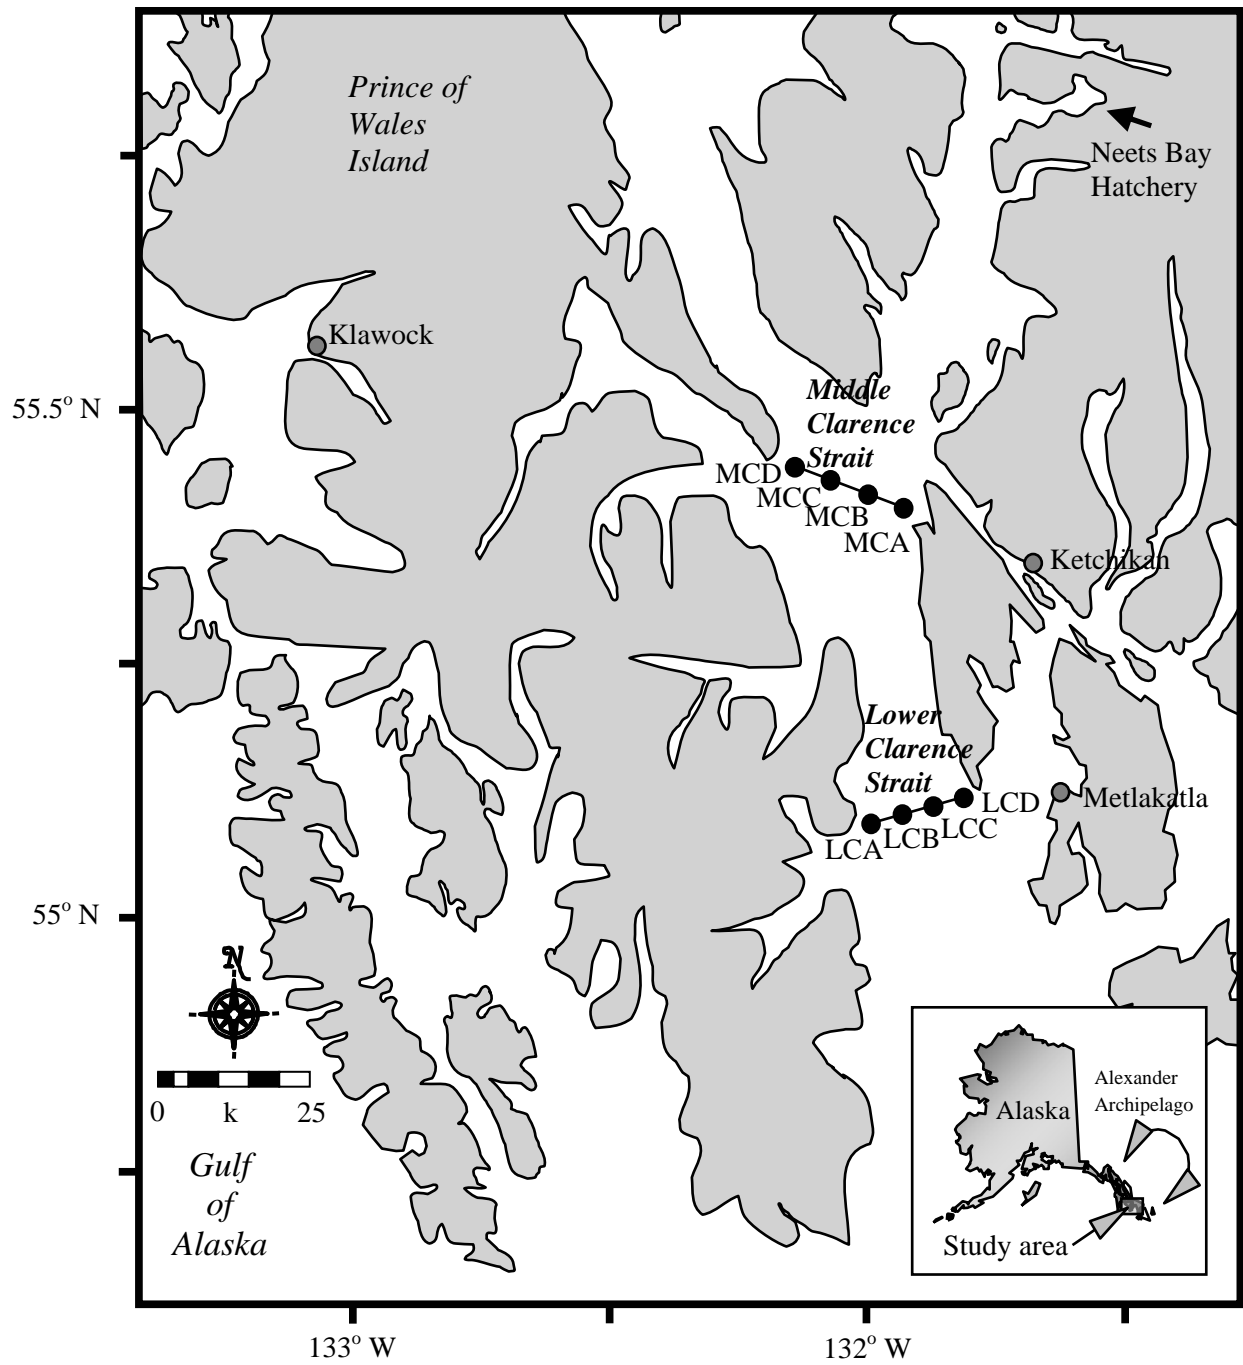 Prince of
Wales
Island
Neets Bay
Hatchery
Klawock
55.5° N
Middle
Clarence
Strait
MCD
MCC
MCB
MCA
Ketchikan
Lower
Clarence
Strait
LCD
LCC
LCB
LCA
Metlakatla
55° N
N
0 k 25
Gulf
of
Alaska
Alexander
Archipelago
Alaska
Study area
133° W
132° W